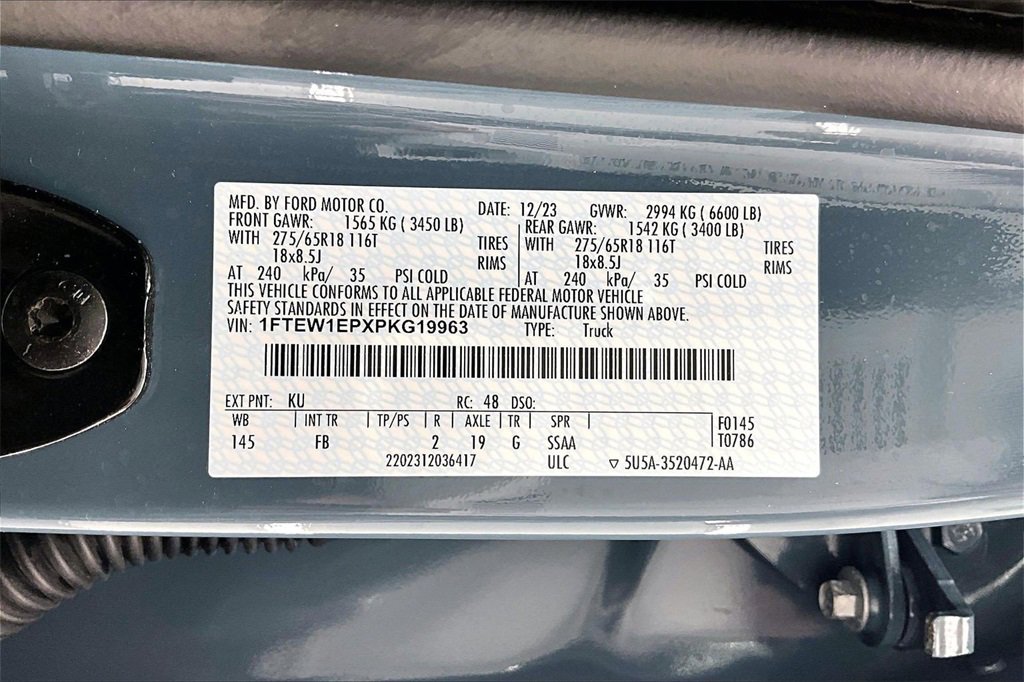 MFD. BY FORD MOTOR CO. DATE: 12/23 GVWR: 2994 KG ( 6600 LB)
FRONT GAWR: 1565 KG ( 3450 LB) REAR GAWR: 1542 KG ( 3400 LB)
WITH 275/65R18 116T TIRES WITH 275/65R18 116T TIRES
18x8.5J RIMS 18x8.5J RIMS
AT 240 kPa/ 35 PSI COLD AT 240 kPa/ 35 PSI COLD
THIS VEHICLE CONFORMS TO ALL APPLICABLE FEDERAL MOTOR VEHICLE
SAFETY STANDARDS IN EFFECT ON THE DATE OF MANUFACTURE SHOWN ABOVE.
VIN: 1FTEW1EPXPKG19963 TYPE: Truck
EXT PNT: KU RC: 48 DSO:
WB INT TR TP/PS R AXLE TR SPR F0145
145 FB 2 19 G SSAA T0786
2202312036417 ULC 5U5A-3520472-AA